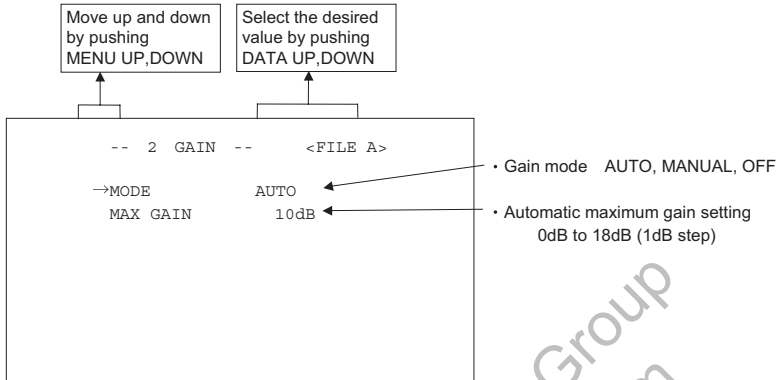 Move up and down
by pushing
MENU UP,DOWN
Select the desired
value by pushing
DATA UP,DOWN
-- 2 GAIN -- <FILE A>
→MODE AUTO
MAX GAIN 10dB
・Gain mode AUTO, MANUAL, OFF
・Automatic maximum gain setting
0dB to 18dB (1dB step)
Group